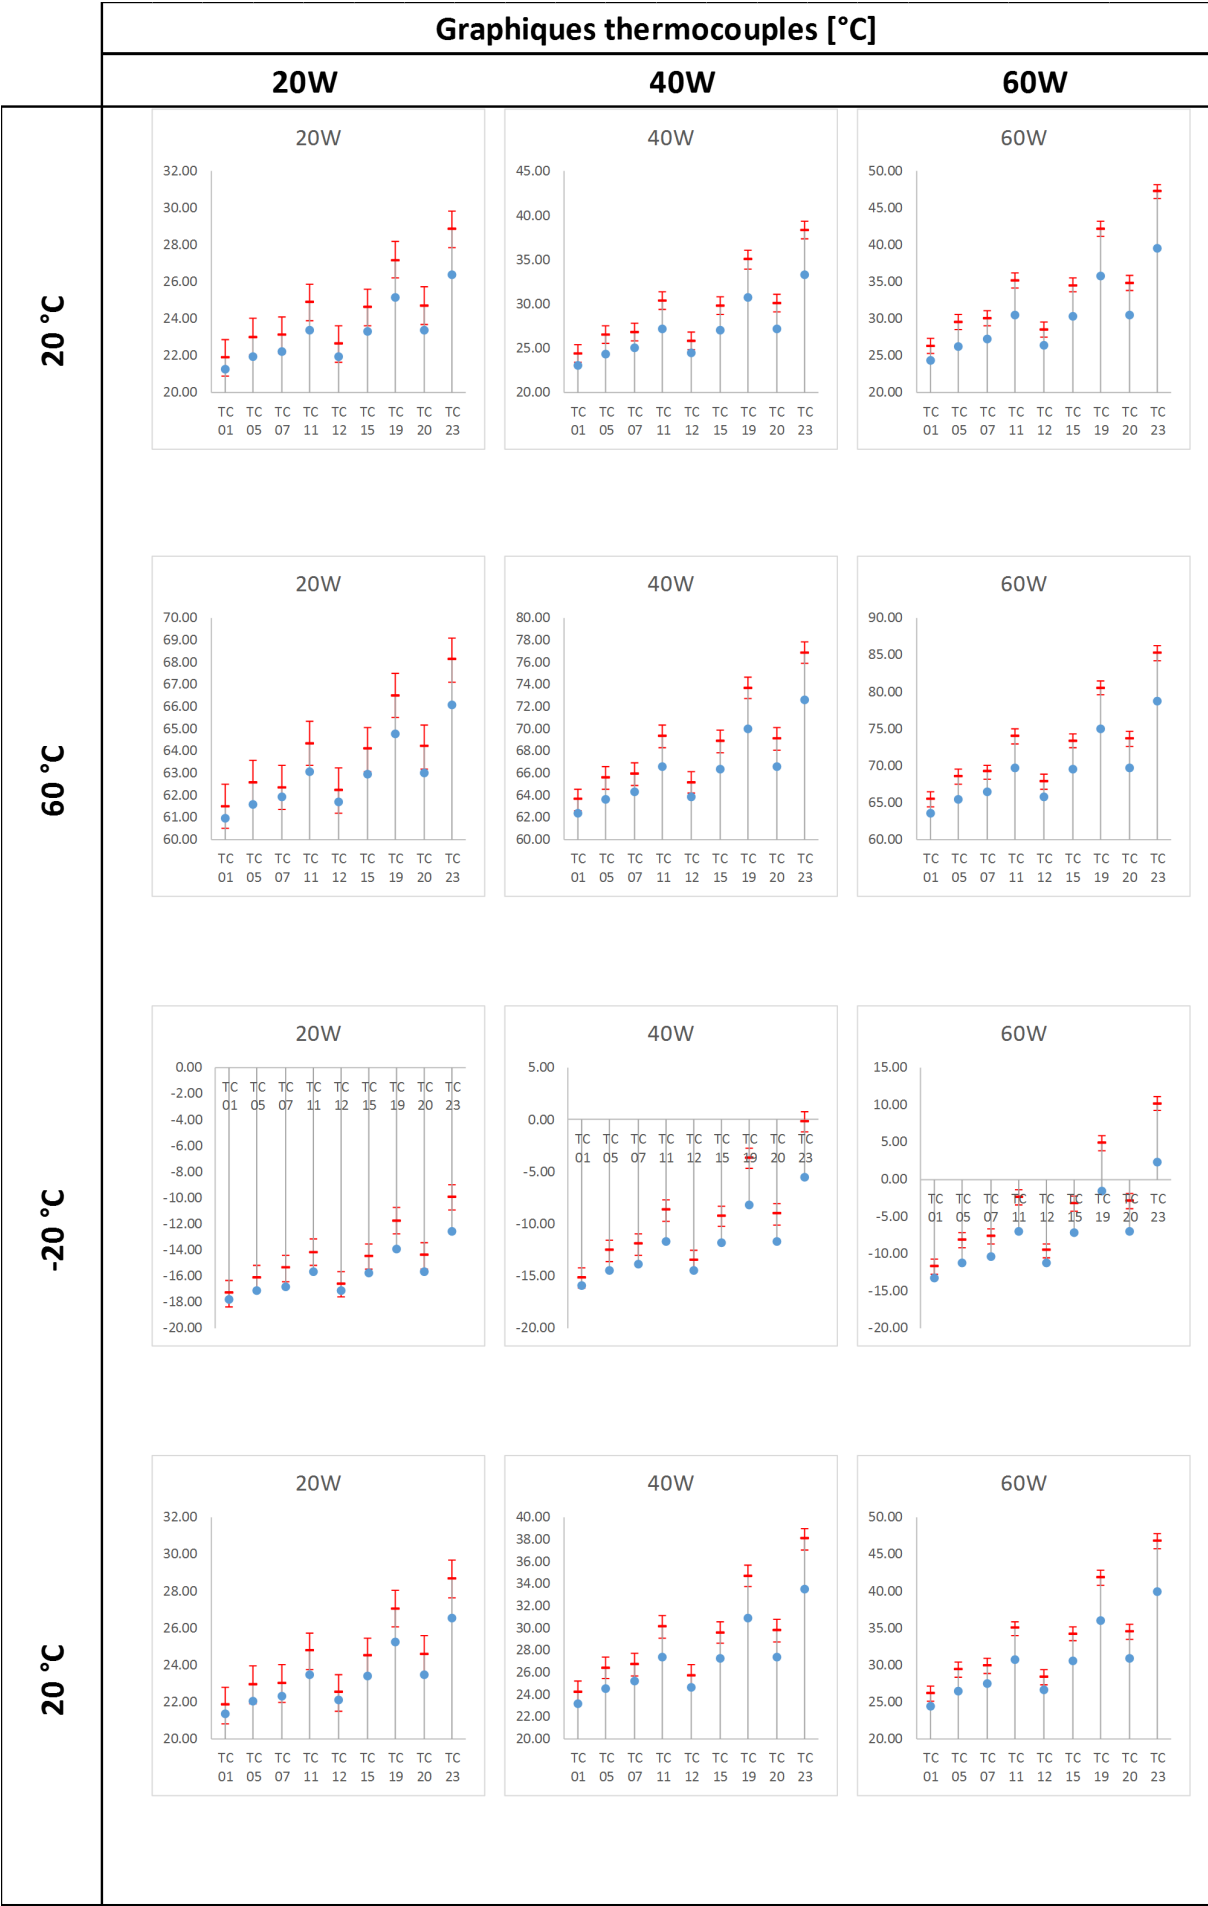 Graphiques thermocouples [°C]
20W 40W 60W
20 °C
20W
32.00
30.00
28.00
26.00
24.00
22.00
20.00
TC TC TC TC TC TC TC TC TC
01 05 07 11 12 15 19 20 23
40W
45.00
40.00
35.00
30.00
25.00
20.00
TC TC TC TC TC TC TC TC TC
01 05 07 11 12 15 19 20 23
60W
50.00
45.00
40.00
35.00
30.00
25.00
20.00
TC TC TC TC TC TC TC TC TC
01 05 07 11 12 15 19 20 23
60 °C
20W
70.00
69.00
68.00
67.00
66.00
65.00
64.00
63.00
62.00
61.00
60.00
TC TC TC TC TC TC TC TC TC
01 05 07 11 12 15 19 20 23
40W
80.00
78.00
76.00
74.00
72.00
70.00
68.00
66.00
64.00
62.00
60.00
TC TC TC TC TC TC TC TC TC
01 05 07 11 12 15 19 20 23
60W
90.00
85.00
80.00
75.00
70.00
65.00
60.00
TC TC TC TC TC TC TC TC TC
01 05 07 11 12 15 19 20 23
-20 °C
20W
0.00
-2.00
-4.00
-6.00
-8.00
-10.00
-12.00
-14.00
-16.00
-18.00
-20.00
TC TC TC TC TC TC TC TC TC
01 05 07 11 12 15 19 20 23
40W
5.00
0.00
-5.00
-10.00
-15.00
-20.00
TC TC TC TC TC TC TC TC TC
01 05 07 11 12 15 19 20 23
60W
15.00
10.00
5.00
0.00
-5.00
-10.00
-15.00
-20.00
TC TC TC TC TC TC TC TC TC
01 05 07 11 12 15 19 20 23
20 °C
20W
32.00
30.00
28.00
26.00
24.00
22.00
20.00
TC TC TC TC TC TC TC TC TC
01 05 07 11 12 15 19 20 23
40W
40.00
38.00
36.00
34.00
32.00
30.00
28.00
26.00
24.00
22.00
20.00
TC TC TC TC TC TC TC TC TC
01 05 07 11 12 15 19 20 23
60W
50.00
45.00
40.00
35.00
30.00
25.00
20.00
TC TC TC TC TC TC TC TC TC
01 05 07 11 12 15 19 20 23